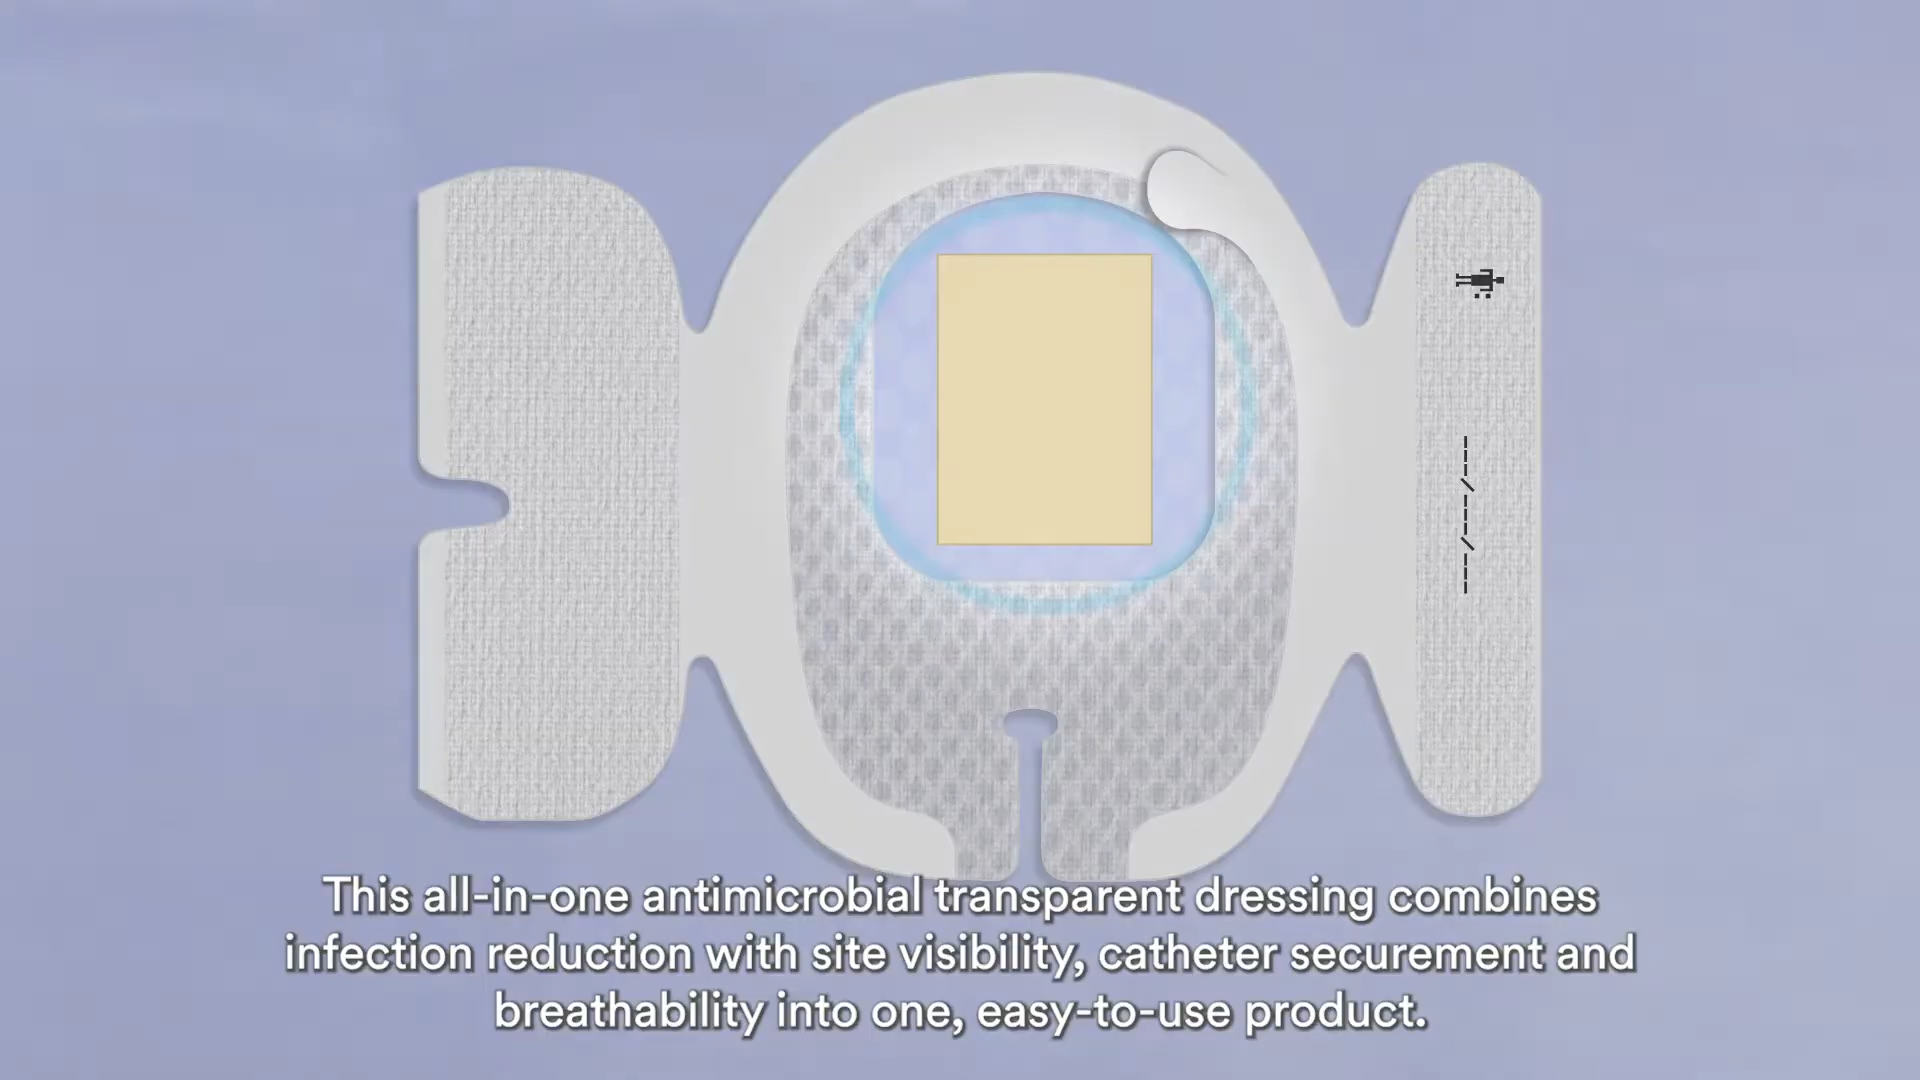 This all-in-one antimicrobial transparent dressing combines
infection reduction with site visibility, catheter securement and
breathability into one, easy-to-use product.